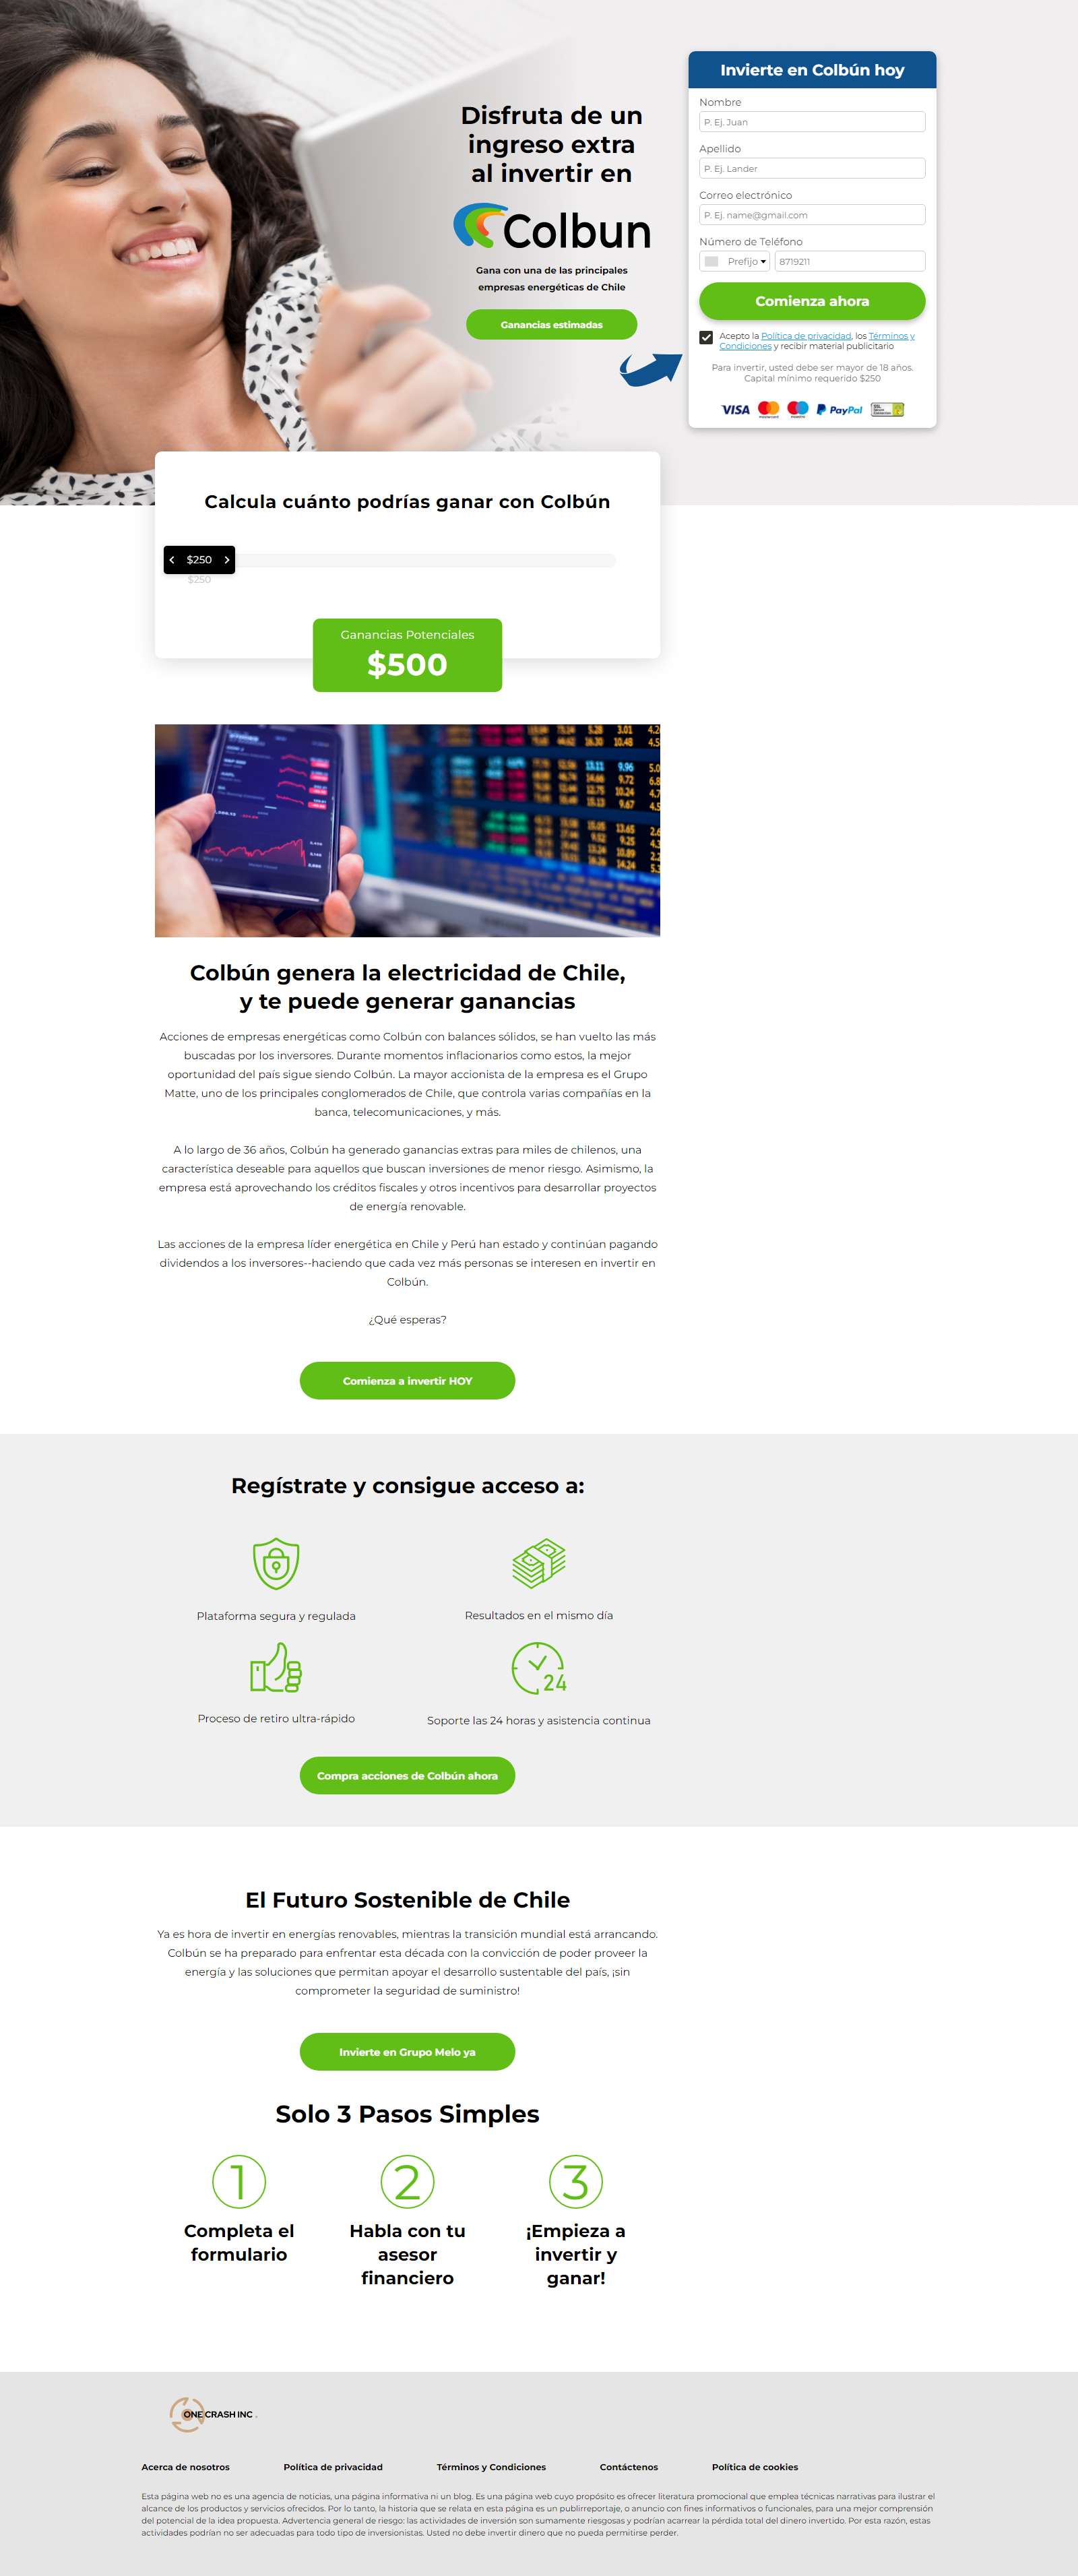 Disfruta de un
ingreso extra
al invertir en
Colbun
Gana con una de las principales
empresas energéticas de Chile
Ganancias estimadas
Invierte en Colbún hoy
Nombre
P. Ej. Juan
Apellido
P. Ej. Lander
Correo electrónico
P. Ej. name@gmail.com
Número de Teléfono
Prefijo
8719211
Comienza ahora
Acepto la Política de privacidad, los Términos y
Condiciones y recibir material publicitario
Para invertir, usted debe ser mayor de 18 años.
Capital mínimo requerido $250
VISA
PayPal
Calcula cuánto podrías ganar con Colbún
$250
$250
Ganancias Potenciales
$500
Colbún genera la electricidad de Chile,
y te puede generar ganancias
Acciones de empresas energéticas como Colbún con balances sólidos, se han vuelto las más
buscadas por los inversores. Durante momentos inflacionarios como estos, la mejor
oportunidad del país sigue siendo Colbún. La mayor accionista de la empresa es el Grupo
Matte, uno de los principales conglomerados de Chile, que controla varias compañías en la
banca, telecomunicaciones, y más.
A lo largo de 36 años, Colbún ha generado ganancias extras para miles de chilenos, una
característica deseable para aquellos que buscan inversiones de menor riesgo. Asimismo, la
empresa está aprovechando los créditos fiscales y otros incentivos para desarrollar proyectos
de energía renovable.
Las acciones de la empresa líder energética en Chile y Perú han estado y continúan pagando
dividendos a los inversores--haciendo que cada vez más personas se interesen en invertir en
Colbún.
¿Qué esperas?
Comienza a invertir HOY
Regístrate y consigue acceso a:
Plataforma segura y regulada
Resultados en el mismo día
24
Proceso de retiro ultra-rápido
Soporte las 24 horas y asistencia continua
Compra acciones de Colbún ahora
El Futuro Sostenible de Chile
Ya es hora de invertir en energías renovables, mientras la transición mundial está arrancando.
Colbún se ha preparado para enfrentar esta década con la convicción de poder proveer la
energía y las soluciones que permitan apoyar el desarrollo sustentable del país, ¡sin
comprometer la seguridad de suministro!
Invierte en Grupo Melo ya
Solo 3 Pasos Simples
1
2
3
Completa el
formulario
Habla con tu
asesor
financiero
¡Empieza a
invertir y
ganar!
ONE CRASH INC .
Acerca de nosotros
Política de privacidad
Términos y Condiciones
Contáctenos
Política de cookies
Esta página web no es una agencia de noticias, una página informativa ni un blog. Es una página web cuyo propósito es ofrecer literatura promocional que emplea técnicas narrativas para ilustrar el
alcance de los productos y servicios ofrecidos. Por lo tanto, la historia que se relata en esta página es un publirreportaje, o anuncio con fines informativos o funcionales, para una mejor comprensión
del potencial de la idea propuesta. Advertencia general de riesgo: las actividades de inversión son sumamente riesgosas y podrían acarrear la pérdida total del dinero invertido. Por esta razón, estas
actividades podrían no ser adecuadas para todo tipo de inversionistas. Usted no debe invertir dinero que no pueda permitirse perder.